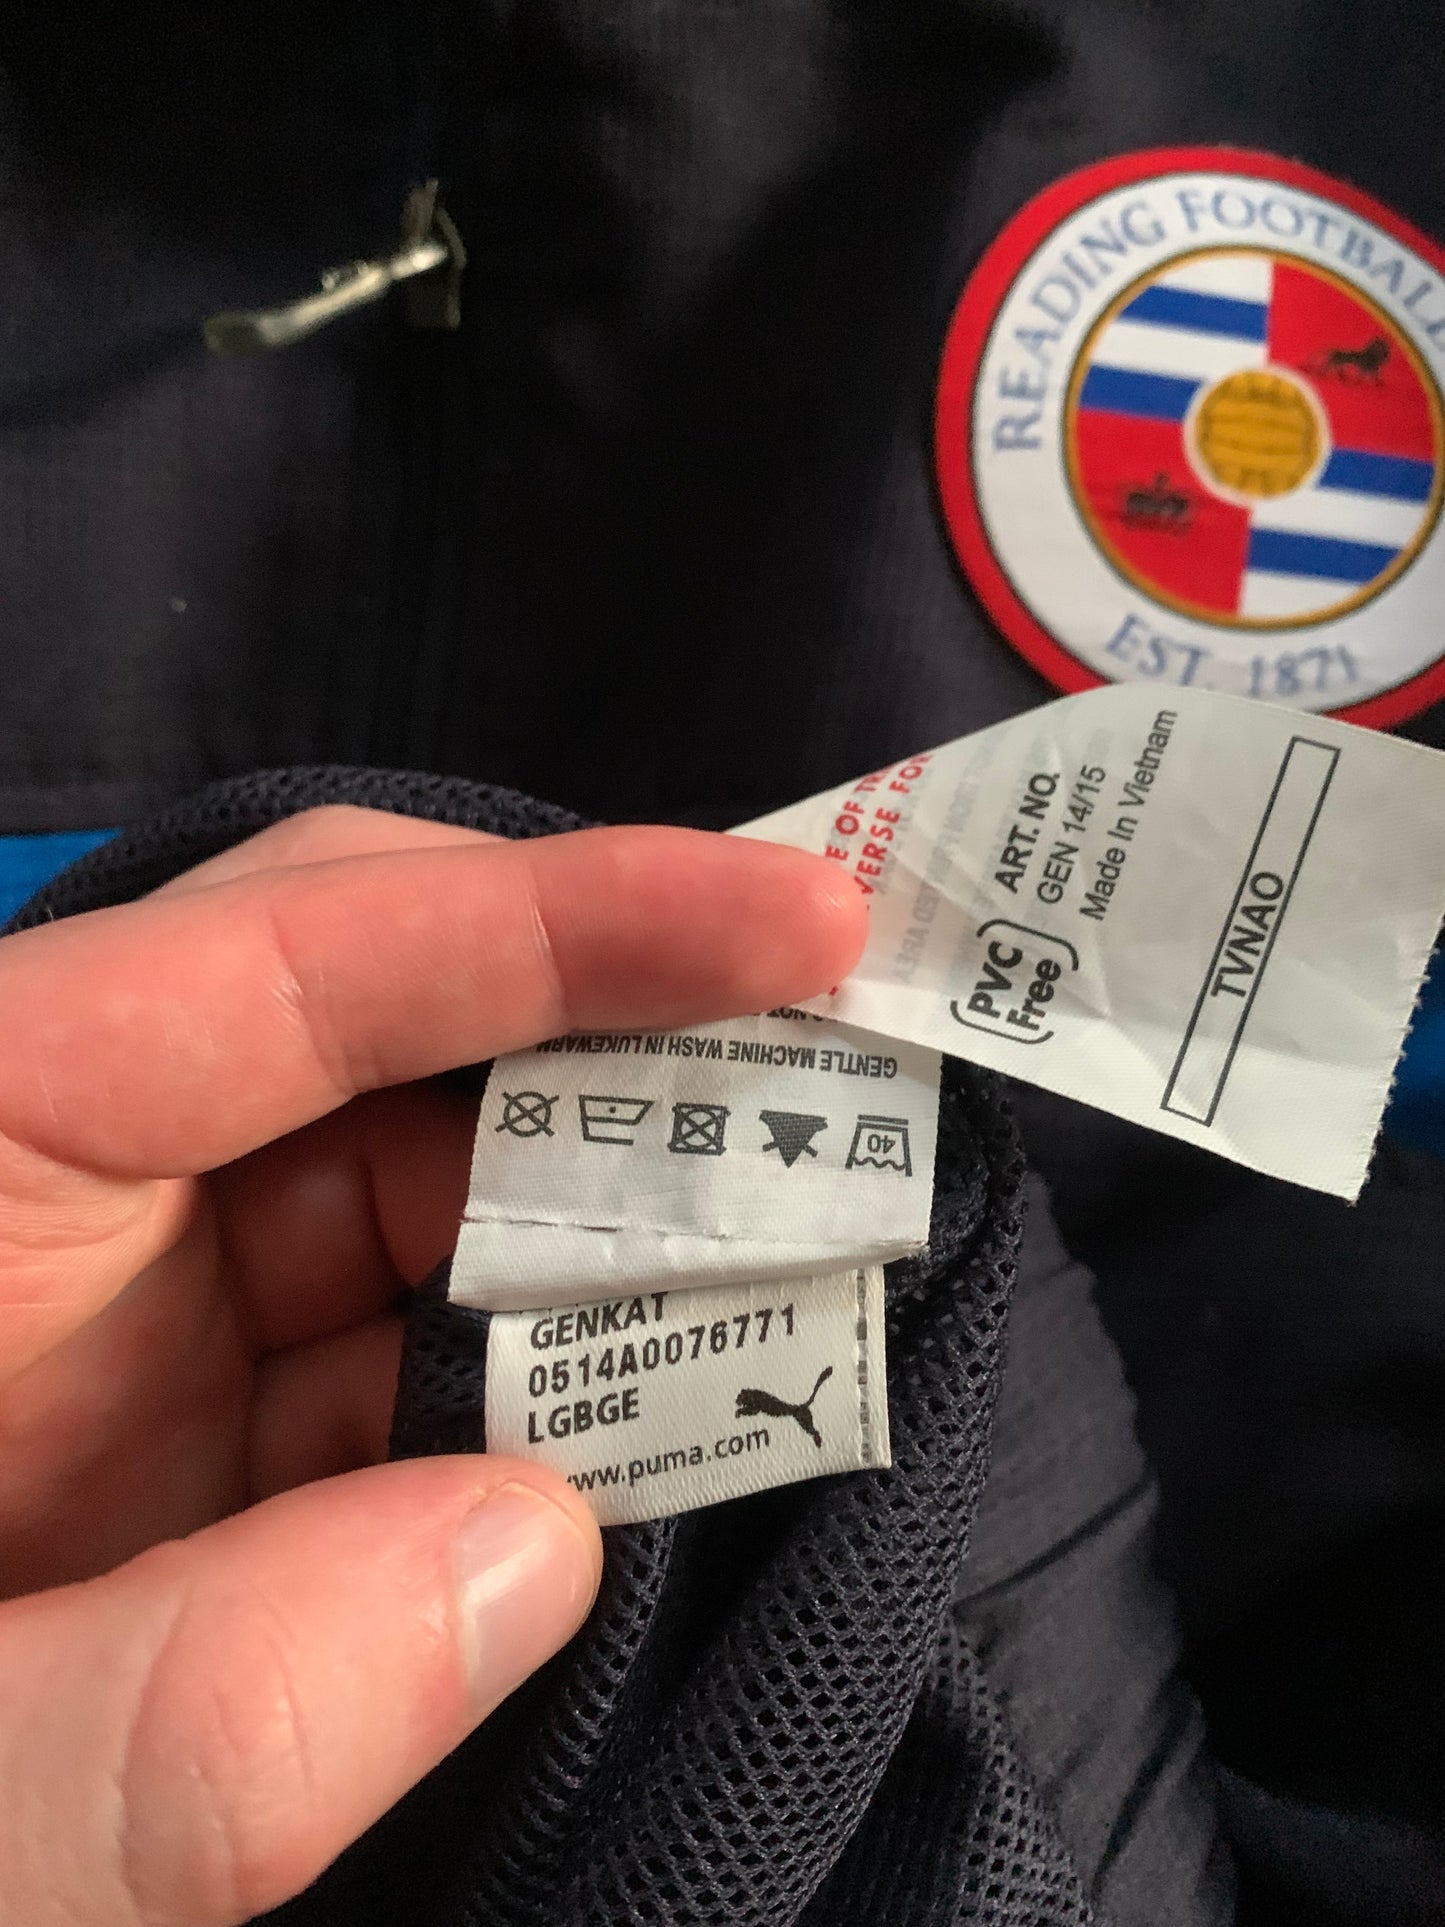 READING FOOTBALL
EST. 1871
ART. NO.
GEN 14/15
Made In Vietnam
PVC
Free
TVNAO
GENTLE MACHINE WASH IN LUKEWARM
40
GENKAT
0514A0076771
LGBGE
www.puma.com